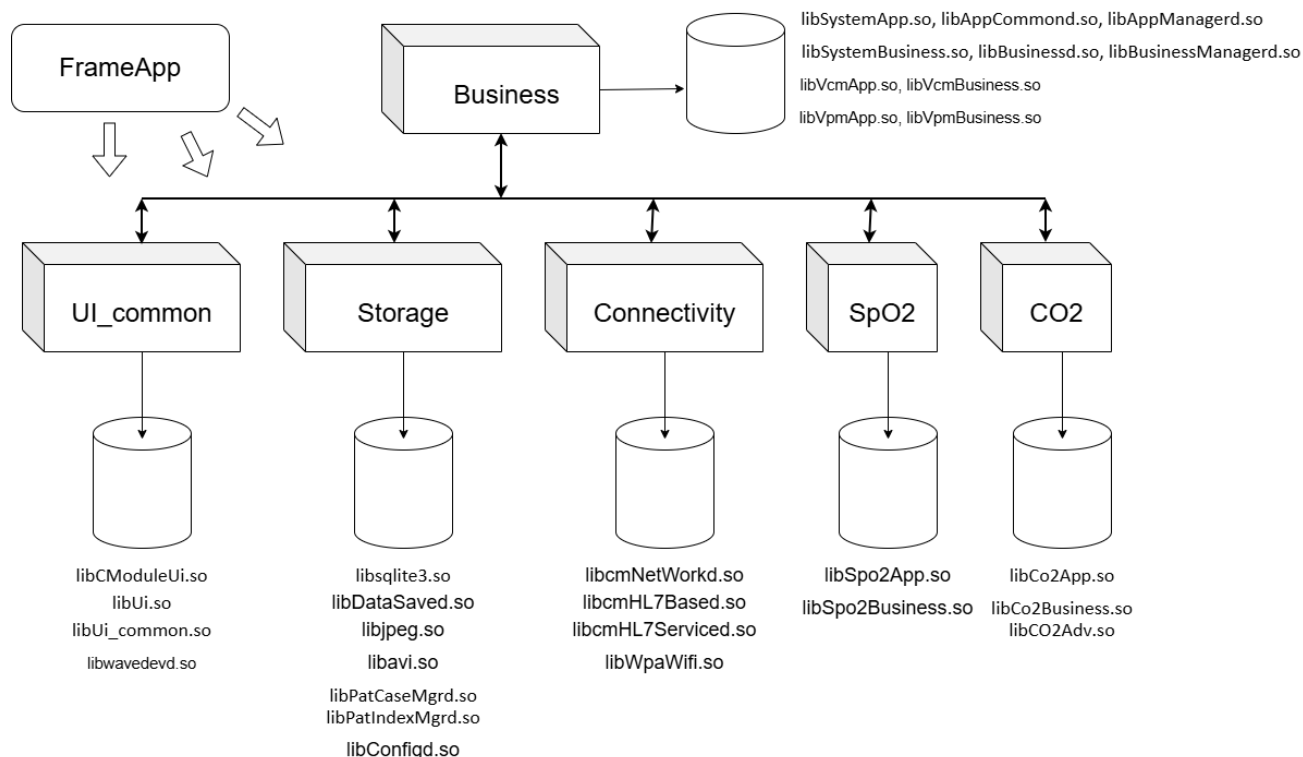 FrameApp
Business
libSystemApp.so, libAppCommond.so, libAppManagerd.so
libSystemBusiness.so, libBusinessd.so, libBusinessManagerd.so
libVcmApp.so, libVcmBusiness.so
libVpmApp.so, libVpmBusiness.so
UI_common
Storage
Connectivity
SpO2
CO2
libCModuleUi.so
libUi.so
libUi_common.so
libwavedevd.so
libsqlite3.so
libDataSaved.so
libjpeg.so
libavi.so
libPatCaseMgrd.so
libPatIndexMgrd.so
libConfigd.so
libcmNetWorkd.so
libcmHL7Based.so
libcmHL7Serviced.so
libWpaWifi.so
libSpo2App.so
libSpo2Business.so
libCo2App.so
libCo2Business.so
libCO2Adv.so